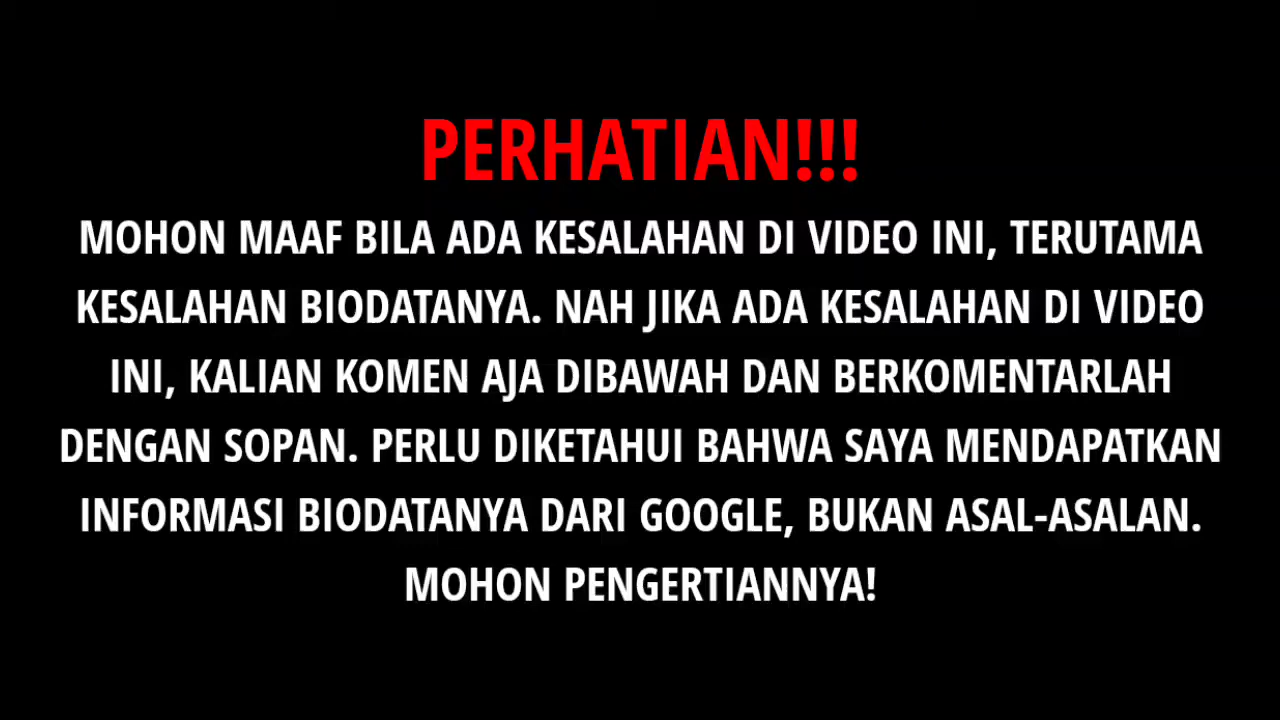 PERHATIAN!!!
MOHON MAAF BILA ADA KESALAHAN DI VIDEO INI, TERUTAMA
KESALAHAN BIODATANYA. NAH JIKA ADA KESALAHAN DI VIDEO
INI, KALIAN KOMEN AJA DIBAWAH DAN BERKOMENTARLAH
DENGAN SOPAN. PERLU DIKETAHUI BAHWA SAYA MENDAPATKAN
INFORMASI BIODATANYA DARI GOOGLE, BUKAN ASAL-ASALAN.
MOHON PENGERTIANNYA!